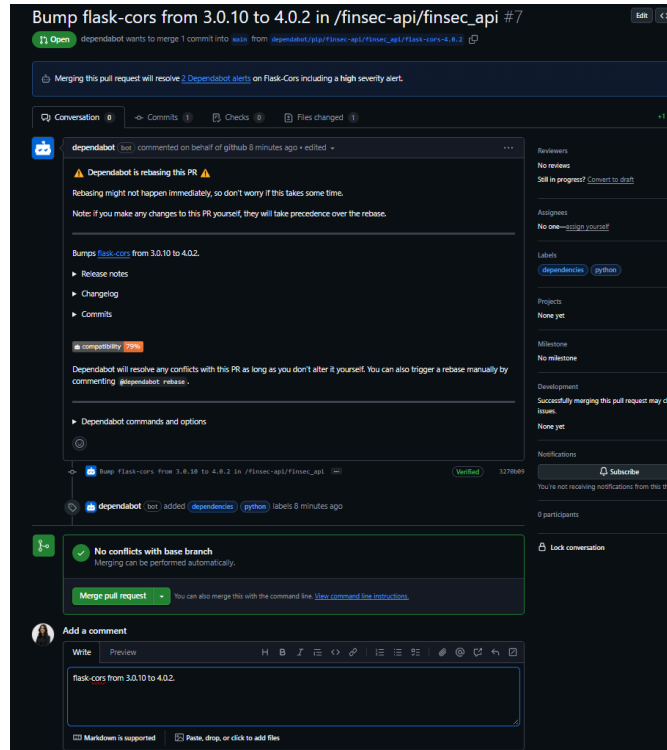 Bump flask-cors from 3.0.10 to 4.0.2 in /finsec-api/finsec_api #7
Edit
Open
dependabot wants to merge 1 commit into main from dependabot/pip/finsec-api/finsec_api/flask-cors-4.0.2
Merging this pull request will resolve 2 Dependabot alerts on Flask-Cors including a high severity alert.
Conversation 0
Commits 1
Checks 0
Files changed 1
+1
dependabot bot commented on behalf of github 8 minutes ago • edited
Dependabot is rebasing this PR
Rebasing might not happen immediately, so don't worry if this takes some time.
Note: if you make any changes to this PR yourself, they will take precedence over the rebase.
Bumps flask-cors from 3.0.10 to 4.0.2.
Release notes
Changelog
Commits
compatibility 79%
Dependabot will resolve any conflicts with this PR as long as you don't alter it yourself. You can also trigger a rebase manually by
commenting @dependabot rebase.
Dependabot commands and options
Bump flask-cors from 3.0.10 to 4.0.2 in /finsec-api/finsec_api
Verified
3270b09
dependabot bot added dependencies python labels 8 minutes ago
No conflicts with base branch
Merging can be performed automatically.
Merge pull request
You can also merge this with the command line. View command line instructions.
Add a comment
Write
Preview
H B I
flask-cors from 3.0.10 to 4.0.2.
Markdown is supported
Paste, drop, or click to add files
Reviewers
No reviews
Still in progress? Convert to draft
Assignees
No one—assign yourself
Labels
dependencies python
Projects
None yet
Milestone
No milestone
Development
Successfully merging this pull request may cl
issues.
None yet
Notifications
Subscribe
You're not receiving notifications from this th
0 participants
Lock conversation